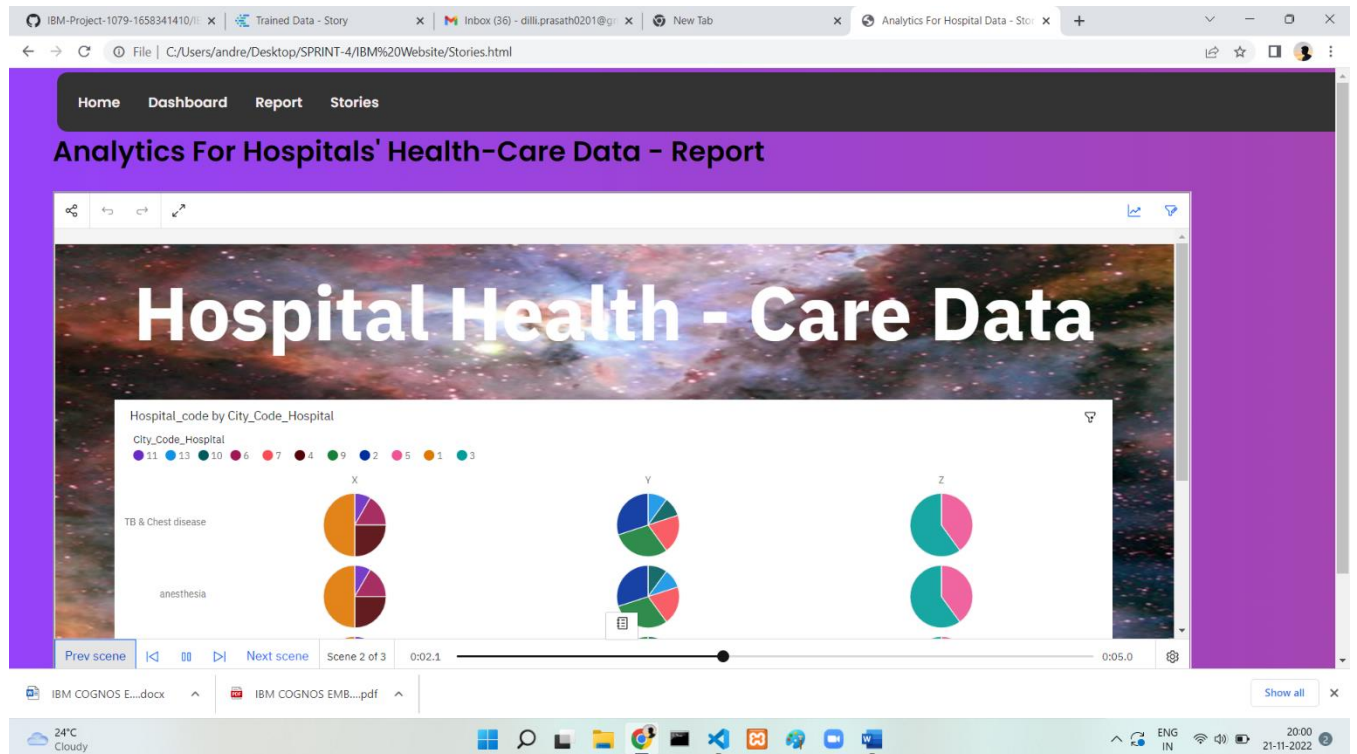 IBM-Project-1079-1658341410/I
Trained Data - Story
M Inbox (36) - dilli.prasath0201@g
New Tab
Analytics For Hospital Data - Stor
File | C:/Users/andre/Desktop/SPRINT-4/IBM%20Website/Stories.html
Home Dashboard Report Stories
Analytics For Hospitals' Health-Care Data - Report
Hospital Health - Care Data
Hospital_code by City_Code_Hospital
City_Code_Hospital
11 13 10 6 7 4 9 2 5 1 3
X Y Z
TB & Chest disease
anesthesia
Prev scene Next scene Scene 2 of 3 0:02.1 0:05.0
IBM COGNOS E....docx IBM COGNOS EMB....pdf Show all
24°C
Cloudy
ENG
IN
20:00
21-11-2022
2